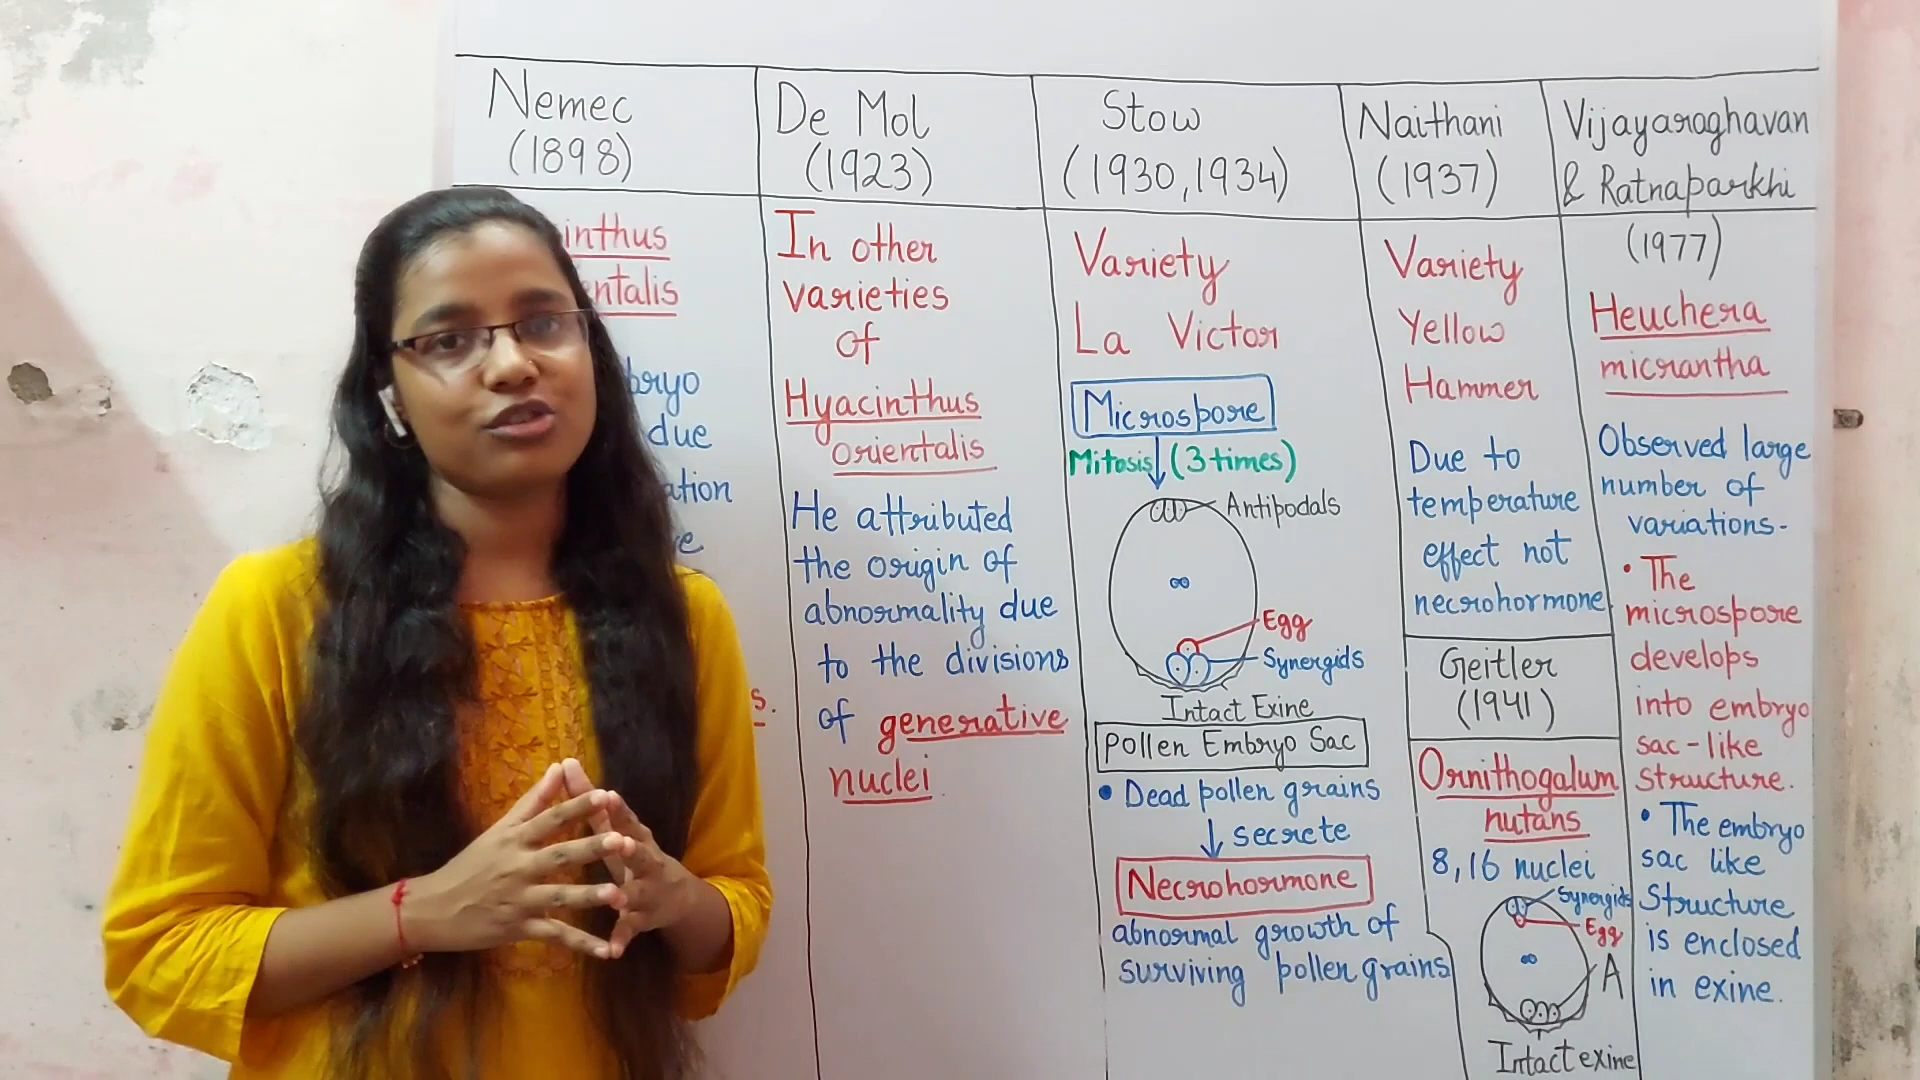 Nemec
(1898)
inthus
entalis
bryo
due
ation
e
s.
De Mol
(1923)
In other
varieties
of
Hyacinthus
orientalis
He attributed
the origin of
abnormality due
to the divisions
of generative
nuclei
Stow
(1930,1934)
Variety
La Victor
Microspore
Mitosis (3 times)
Antipodals
Egg
Synergids
Intact Exine
Pollen Embryo Sac
• Dead pollen grains
secrete
Necrohormone
abnormal growth of
surviving pollen grains
Naithani
(1937)
Variety
Yellow
Hammer
Due to
temperature
effect not
necrohormone
Geitler
(1941)
Ornithogalum
nutans
8,16 nuclei
Synergids
Egg
A
Intact exine
Vijayaraghavan
& Ratnaparkhi
(1977)
Heuchera
micrantha
Observed large
number of
variations-
• The
microspore
develops
into embryo
sac-like
structure.
• The embryo
sac like
Structure
is enclosed
in exine.